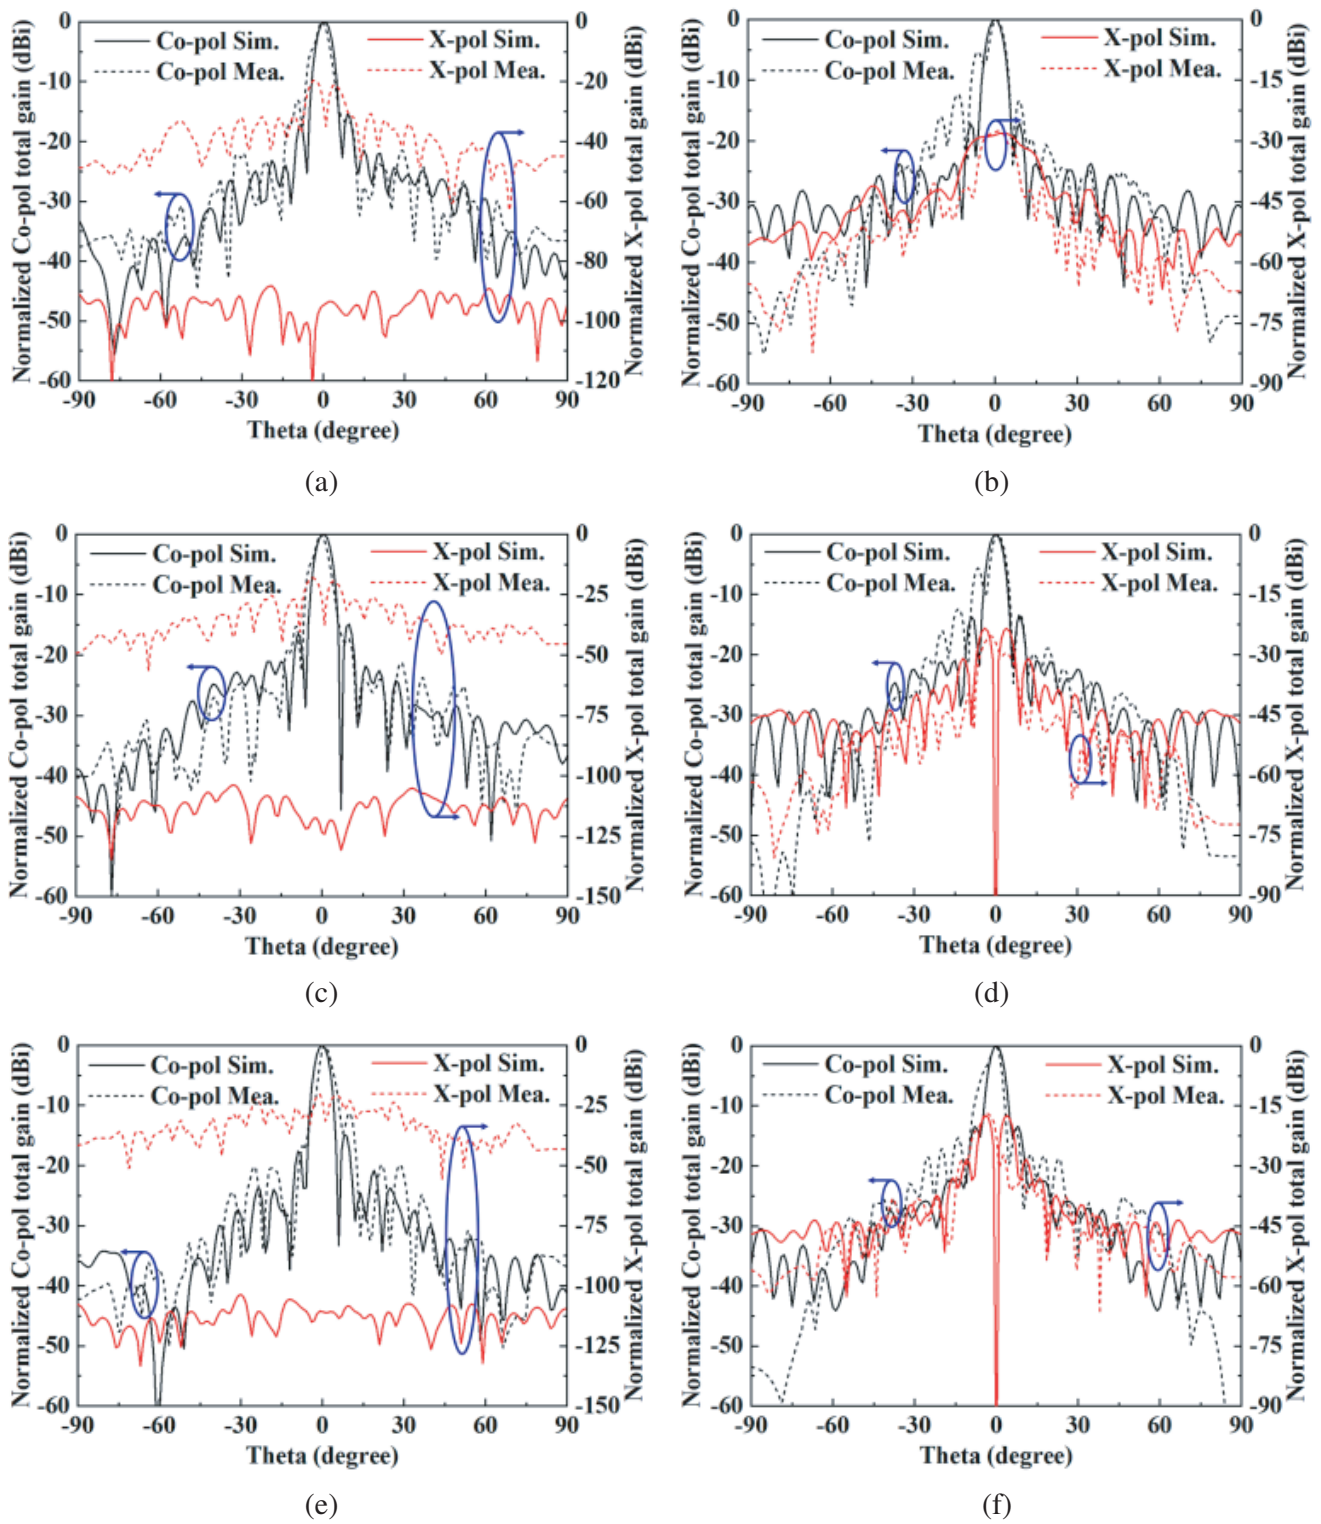 Normalized Co-pol total gain (dBi)
0
-10
-20
-30
-40
-50
-60
Co-pol Sim.
Co-pol Mea.
X-pol Sim.
X-pol Mea.
0
-20
-40
-60
-80
-100
-120
Normalized X-pol total gain (dBi)
-90 -60 -30 0 30 60 90
Theta (degree)
(a)
Normalized Co-pol total gain (dBi)
0
-10
-20
-30
-40
-50
-60
Co-pol Sim.
Co-pol Mea.
X-pol Sim.
X-pol Mea.
0
-15
-30
-45
-60
-75
-90
Normalized X-pol total gain (dBi)
-90 -60 -30 0 30 60 90
Theta (degree)
(b)
Normalized Co-pol total gain (dBi)
0
-10
-20
-30
-40
-50
-60
Co-pol Sim.
Co-pol Mea.
X-pol Sim.
X-pol Mea.
0
-25
-50
-75
-100
-125
-150
Normalized X-pol total gain (dBi)
-90 -60 -30 0 30 60 90
Theta (degree)
(c)
Normalized Co-pol total gain (dBi)
0
-10
-20
-30
-40
-50
-60
Co-pol Sim.
Co-pol Mea.
X-pol Sim.
X-pol Mea.
0
-15
-30
-45
-60
-75
-90
Normalized X-pol total gain (dBi)
-90 -60 -30 0 30 60 90
Theta (degree)
(d)
Normalized Co-pol total gain (dBi)
0
-10
-20
-30
-40
-50
-60
Co-pol Sim.
Co-pol Mea.
X-pol Sim.
X-pol Mea.
0
-25
-50
-75
-100
-125
-150
Normalized X-pol total gain (dBi)
-90 -60 -30 0 30 60 90
Theta (degree)
(e)
Normalized Co-pol total gain (dBi)
0
-10
-20
-30
-40
-50
-60
Co-pol Sim.
Co-pol Mea.
X-pol Sim.
X-pol Mea.
0
-15
-30
-45
-60
-75
-90
Normalized X-pol total gain (dBi)
-90 -60 -30 0 30 60 90
Theta (degree)
(f)